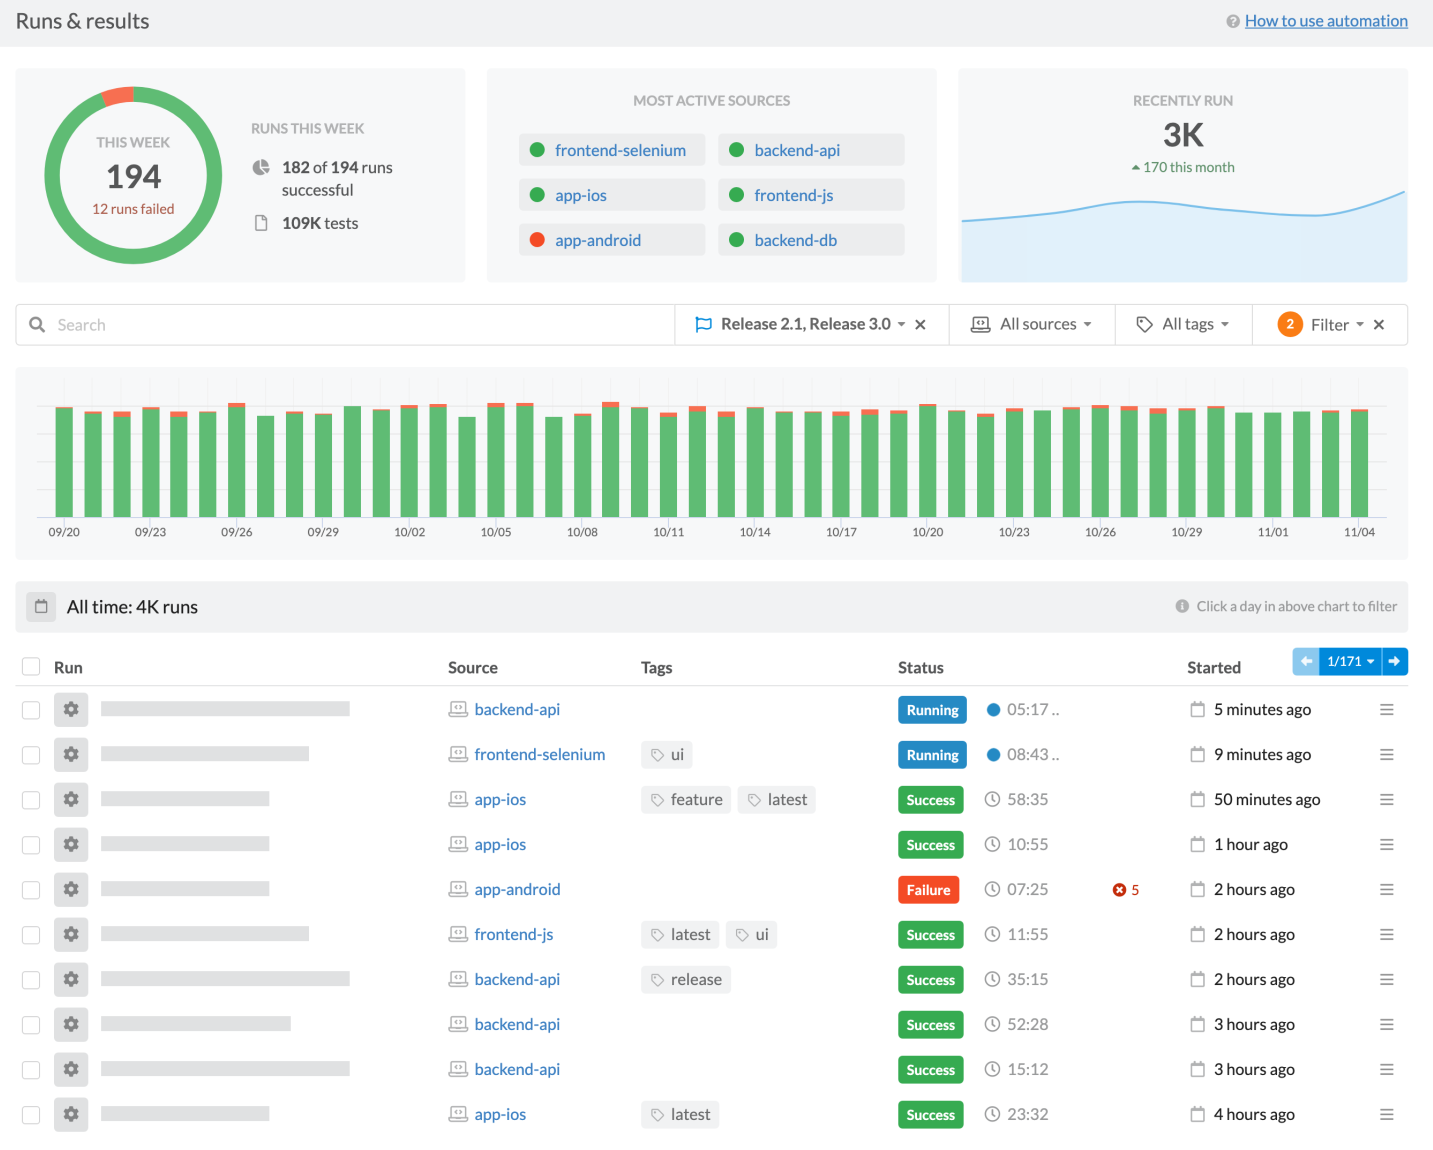 Runs & results
How to use automation
THIS WEEK
194
12 runs failed
RUNS THIS WEEK
182 of 194 runs
successful
109K tests
MOST ACTIVE SOURCES
frontend-selenium
backend-api
app-ios
frontend-js
app-android
backend-db
RECENTLY RUN
3K
170 this month
Search
Release 2.1, Release 3.0
All sources
All tags
2 Filter
09/20 09/23 09/26 09/29 10/02 10/05 10/08 10/11 10/14 10/17 10/20 10/23 10/26 10/29 11/01 11/04
All time: 4K runs
Click a day in above chart to filter
Run Source Tags Status Started 1/171
backend-api Running 05:17 .. 5 minutes ago
frontend-selenium ui Running 08:43 .. 9 minutes ago
app-ios feature latest Success 58:35 50 minutes ago
app-ios Success 10:55 1 hour ago
app-android Failure 07:25 5 2 hours ago
frontend-js latest ui Success 11:55 2 hours ago
backend-api release Success 35:15 2 hours ago
backend-api Success 52:28 3 hours ago
backend-api Success 15:12 3 hours ago
app-ios latest Success 23:32 4 hours ago